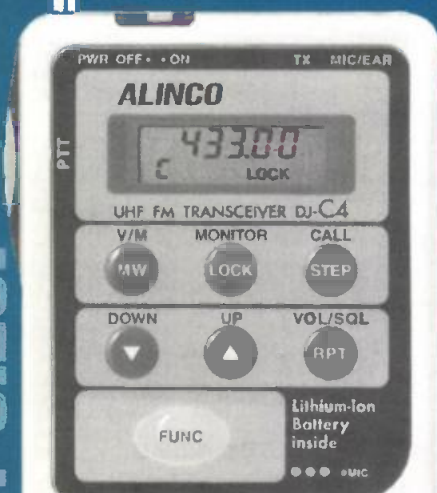 PWR OFF • • ON TX MIC/EAR
ALINCO
PTT
433.00
C LOCK
UHF FM TRANSCEIVER DJ-C4
V/M MONITOR CALL
MW LOCK STEP
DOWN UP VOL/SQL
▼ ▲ RPT
FUNC
Lithium-Ion
Battery
inside
MIC